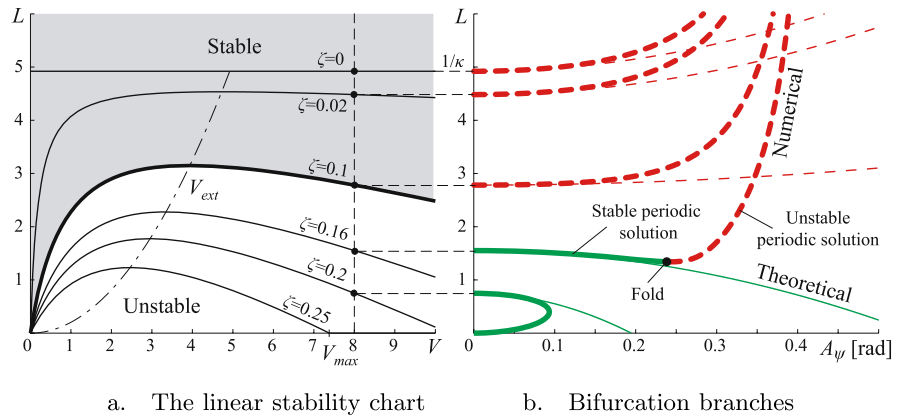 L
Stable
5
4
3
2
1
ζ=0
ζ=0.02
ζ=0.1
V_ext
ζ=0.16
ζ=0.2
ζ=0.25
Unstable
0 1 2 3 4 5 6 7 8 9 V
V_max
a. The linear stability chart
L
1/κ
5
4
3
2
1
Numerical
Stable periodic
solution
Unstable
periodic solution
Fold
Theoretical
0.0 0.1 0.2 0.3 0.4 A_ψ [rad]
b. Bifurcation branches